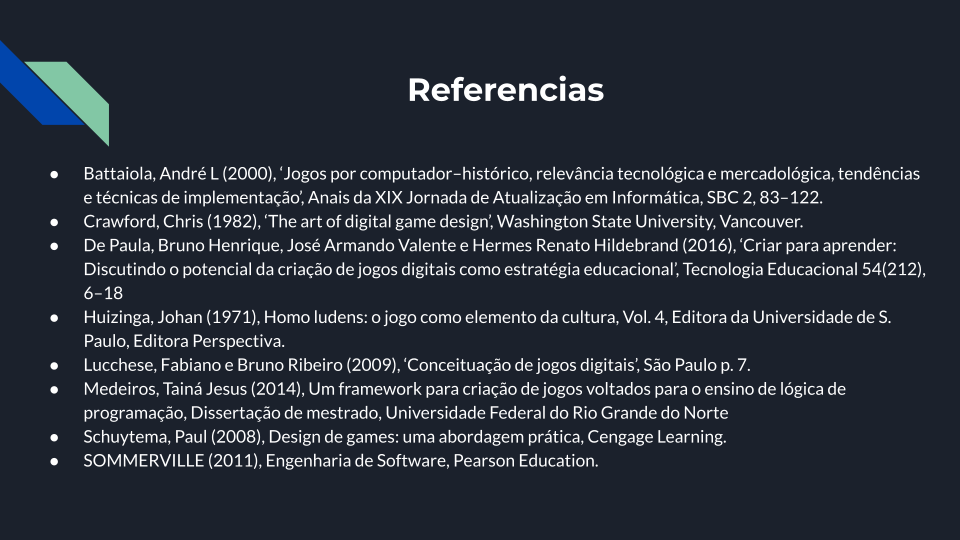 Referencias
● Battaiola, André L (2000), ‘Jogos por computador–histórico, relevância tecnológica e mercadológica, tendências
e técnicas de implementação’, Anais da XIX Jornada de Atualização em Informática, SBC 2, 83–122.
● Crawford, Chris (1982), ‘The art of digital game design’, Washington State University, Vancouver.
● De Paula, Bruno Henrique, José Armando Valente e Hermes Renato Hildebrand (2016), ‘Criar para aprender:
Discutindo o potencial da criação de jogos digitais como estratégia educacional’, Tecnologia Educacional 54(212),
6–18
● Huizinga, Johan (1971), Homo ludens: o jogo como elemento da cultura, Vol. 4, Editora da Universidade de S.
Paulo, Editora Perspectiva.
● Lucchese, Fabiano e Bruno Ribeiro (2009), ‘Conceituação de jogos digitais’, São Paulo p. 7.
● Medeiros, Tainá Jesus (2014), Um framework para criação de jogos voltados para o ensino de lógica de
programação, Dissertação de mestrado, Universidade Federal do Rio Grande do Norte
● Schuytema, Paul (2008), Design de games: uma abordagem prática, Cengage Learning.
● SOMMERVILLE (2011), Engenharia de Software, Pearson Education.